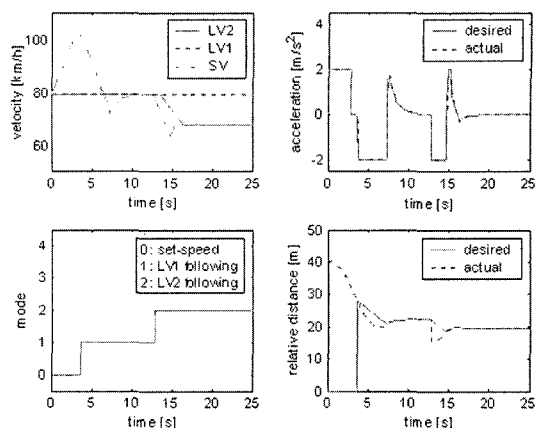 100
80
60
velocity [km/h]
LV2
LV1
SV
0 5 10 15 20 25
time [s]
4
2
0
-2
acceleration [m/s²]
desired
actual
0 5 10 15 20 25
time [s]
4
3
2
1
0
mode
0: set-speed
1: LV1 following
2: LV2 following
0 5 10 15 20 25
time [s]
50
40
30
20
10
0
relative distance [m]
desired
actual
0 5 10 15 20 25
time [s]